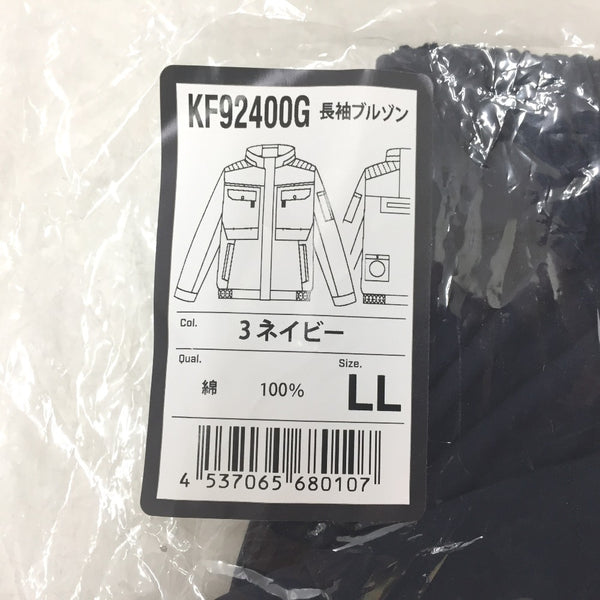 KF92400G 長袖ブルゾン
Col. 3 ネイビー
Qual. 綿 100%
Size. LL
4 537065 680107